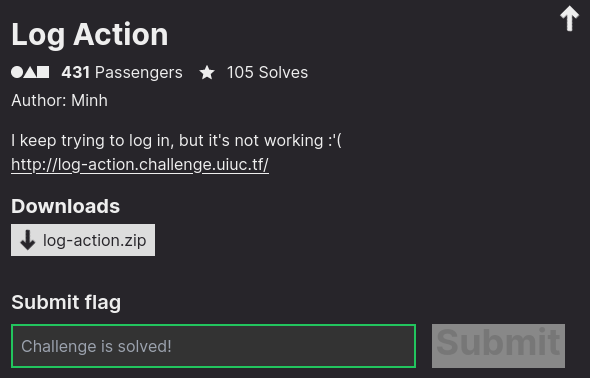 Log Action
431 Passengers 105 Solves
Author: Minh
I keep trying to log in, but it's not working :'(
http://log-action.challenge.uiuc.tf/
Downloads
log-action.zip
Submit flag
Challenge is solved! Submit